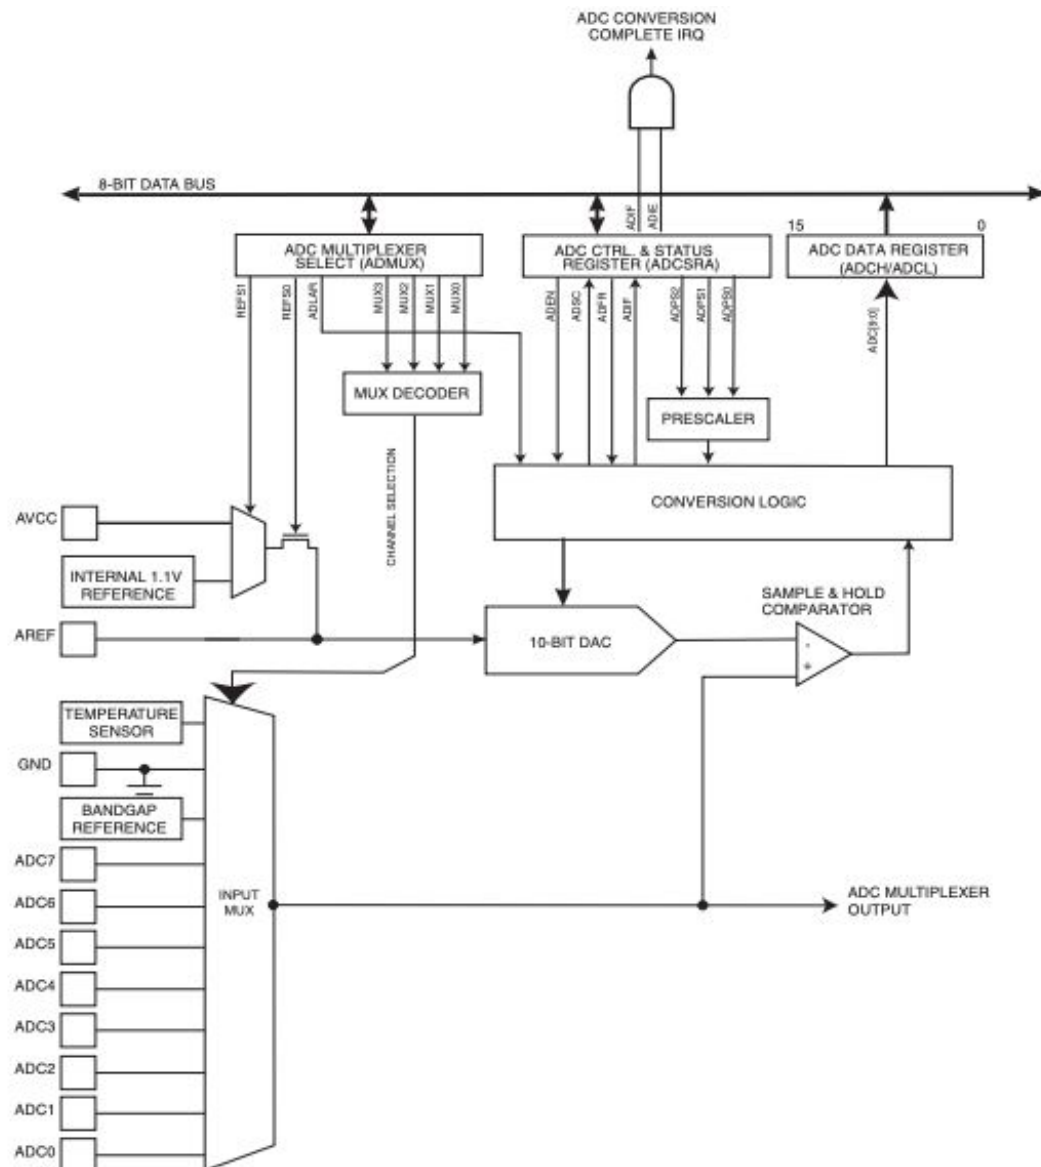 ADC CONVERSION
COMPLETE IRQ
8-BIT DATA BUS
ADIF
ADIE
15
0
ADC MULTIPLEXER
SELECT (ADMUX)
ADC CTRL. & STATUS
REGISTER (ADCSRA)
ADC DATA REGISTER
(ADCH/ADCL)
REFS1
REFS0
ADLAR
MUX3
MUX2
MUX1
MUX0
ADEN
ADSC
ADFR
ADIF
ADPS2
ADPS1
ADPS0
ADC[9:0]
MUX DECODER
PRESCALER
CHANNEL SELECTION
CONVERSION LOGIC
AVCC
INTERNAL 1.1V
REFERENCE
SAMPLE & HOLD
COMPARATOR
AREF
10-BIT DAC
-
+
TEMPERATURE
SENSOR
GND
BANDGAP
REFERENCE
ADC7
ADC6
INPUT
MUX
ADC MULTIPLEXER
OUTPUT
ADC5
ADC4
ADC3
ADC2
ADC1
ADC0